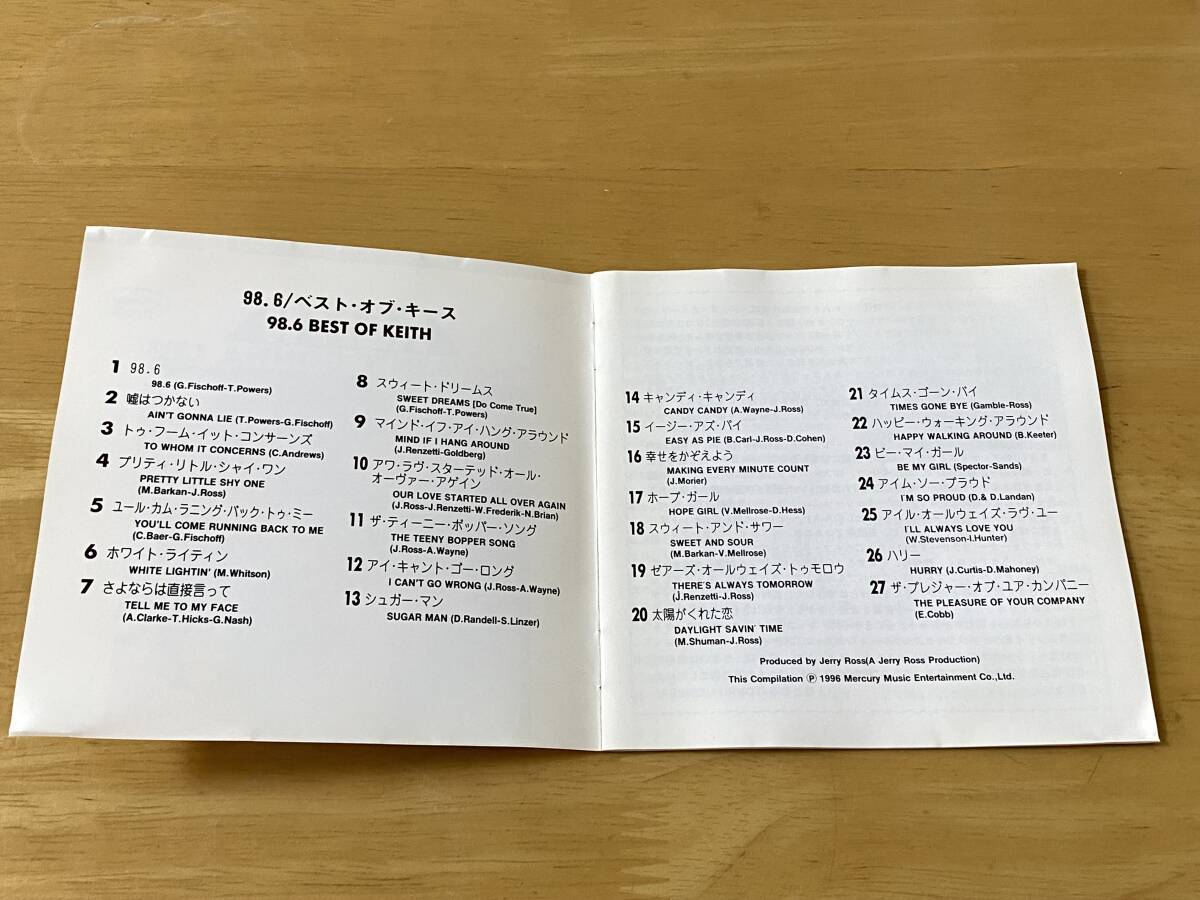 98.6/ベスト・オブ・キース
98.6 BEST OF KEITH
1 98.6
98.6 (G.Fischoff-T.Powers)
2 嘘はつかない
AIN'T GONNA LIE (T.Powers-G.Fischoff)
3 トゥ・フーム・イット・コンサーンズ
TO WHOM IT CONCERNS (C.Andrews)
4 プリティ・リトル・シャイ・ワン
PRETTY LITTLE SHY ONE
(M.Barkan-J.Ross)
5 ユール・カム・ラニング・バック・トゥ・ミー
YOU'LL COME RUNNING BACK TO ME
(C.Baer-G.Fischoff)
6 ホワイト・ライティン
WHITE LIGHTIN' (M.Whitson)
7 さよならは直接言って
TELL ME TO MY FACE
(A.Clarke-T.Hicks-G.Nash)
8 スウィート・ドリームス
SWEET DREAMS [Do Come True]
(G.Fischoff-T.Powers)
9 マインド・イフ・アイ・ハング・アラウンド
MIND IF I HANG AROUND
(J.Renzetti-Goldberg)
10 アワ・ラヴ・スターテッド・オール・
オーヴァー・アゲイン
OUR LOVE STARTED ALL OVER AGAIN
(J.Ross-J.Renzetti-W.Frederik-N.Brian)
11 ザ・ティーニー・ボッパー・ソング
THE TEENY BOPPER SONG
(J.Ross-A.Wayne)
12 アイ・キャント・ゴー・ロング
I CAN'T GO WRONG (J.Ross-A.Wayne)
13 シュガー・マン
SUGAR MAN (D.Randell-S.Linzer)
14 キャンディ・キャンディ
CANDY CANDY (A.Wayne-J.Ross)
15 イージー・アズ・パイ
EASY AS PIE (B.Carl-J.Ross-D.Cohen)
16 幸せをかぞえよう
MAKING EVERY MINUTE COUNT
(J.Morier)
17 ホープ・ガール
HOPE GIRL (V.Mellrose-D.Hess)
18 スウィート・アンド・サワー
SWEET AND SOUR
(M.Barkan-V.Mellrose)
19 ゼアーズ・オールウェイズ・トゥモロウ
THERE'S ALWAYS TOMORROW
(J.Renzetti-J.Ross)
20 太陽がくれた恋
DAYLIGHT SAVIN' TIME
(M.Shuman-J.Ross)
21 タイムス・ゴーン・バイ
TIMES GONE BYE (Gamble-Ross)
22 ハッピー・ウォーキング・アラウンド
HAPPY WALKING AROUND (B.Keeter)
23 ビー・マイ・ガール
BE MY GIRL (Spector-Sands)
24 アイム・ソー・プラウド
I'M SO PROUD (D.& D.Landan)
25 アイル・オールウェイズ・ラヴ・ユー
I'LL ALWAYS LOVE YOU
(W.Stevenson-I.Hunter)
26 ハリー
HURRY (J.Curtis-D.Mahoney)
27 ザ・プレジャー・オブ・ユア・カンパニー
THE PLEASURE OF YOUR COMPANY
(E.Cobb)
Produced by Jerry Ross(A Jerry Ross Production)
This Compilation Ⓟ 1996 Mercury Music Entertainment Co.,Ltd.